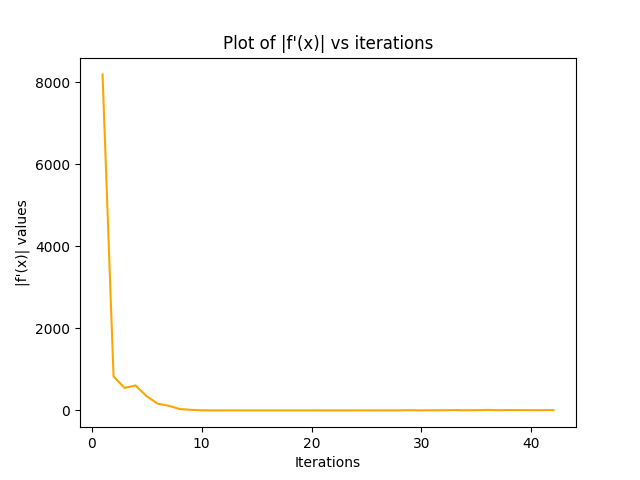 Plot of |f'(x)| vs iterations
8000
6000
4000
2000
0
|f'(x)| values
0 10 20 30 40
Iterations